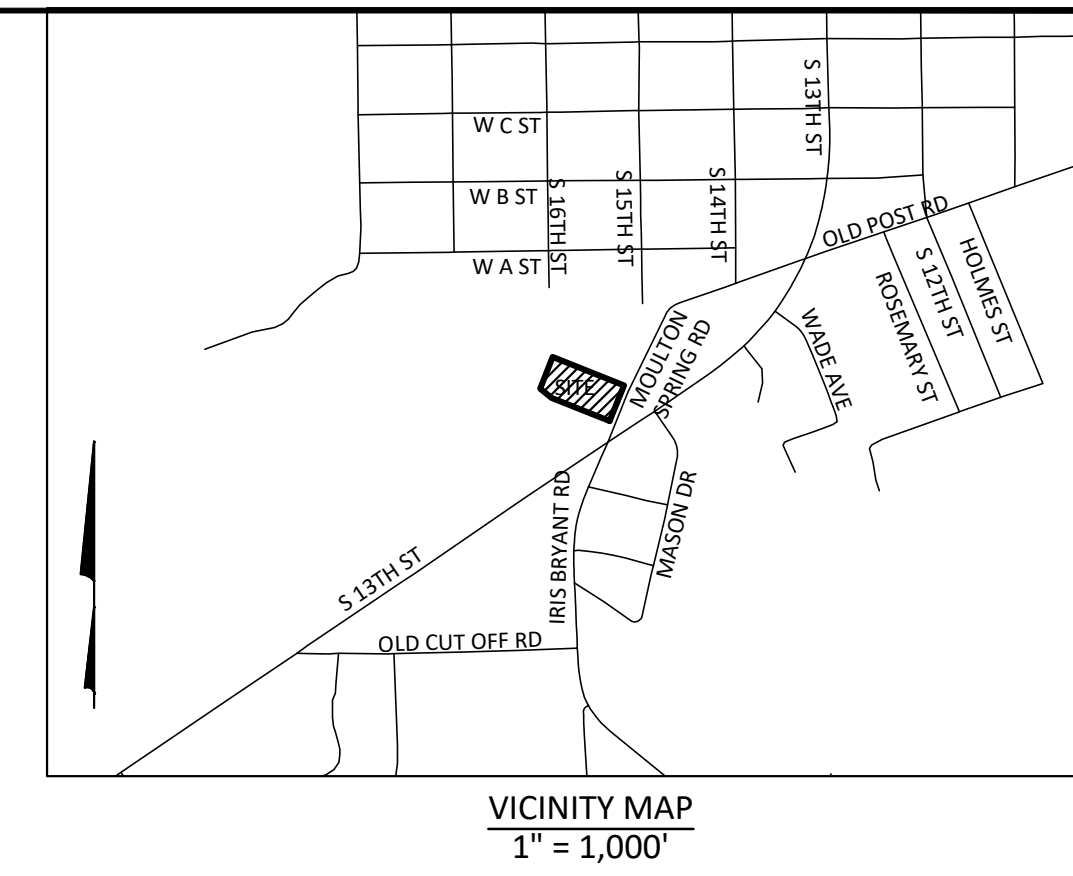 S 13TH ST
W C ST
W B ST
S 16TH ST
S 15TH ST
S 14TH ST
W A ST
OLD POST RD
HOLMES ST
S 12TH ST
ROSEMARY ST
WADE AVE
MOULTON
SPRING RD
SITE
IRIS BRYANT RD
MASON DR
S 13TH ST
OLD CUT OFF RD
VICINITY MAP
1" = 1,000'